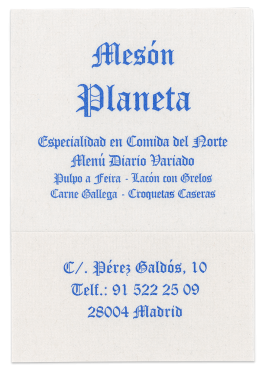 Mesón
Planeta
Especialidad en Comida del Norte
Menú Diario Variado
Pulpo a Feira - Lacón con Grelos
Carne Gallega - Croquetas Caseras
C/. Pérez Galdós, 10
Telf.: 91 522 25 09
28004 Madrid